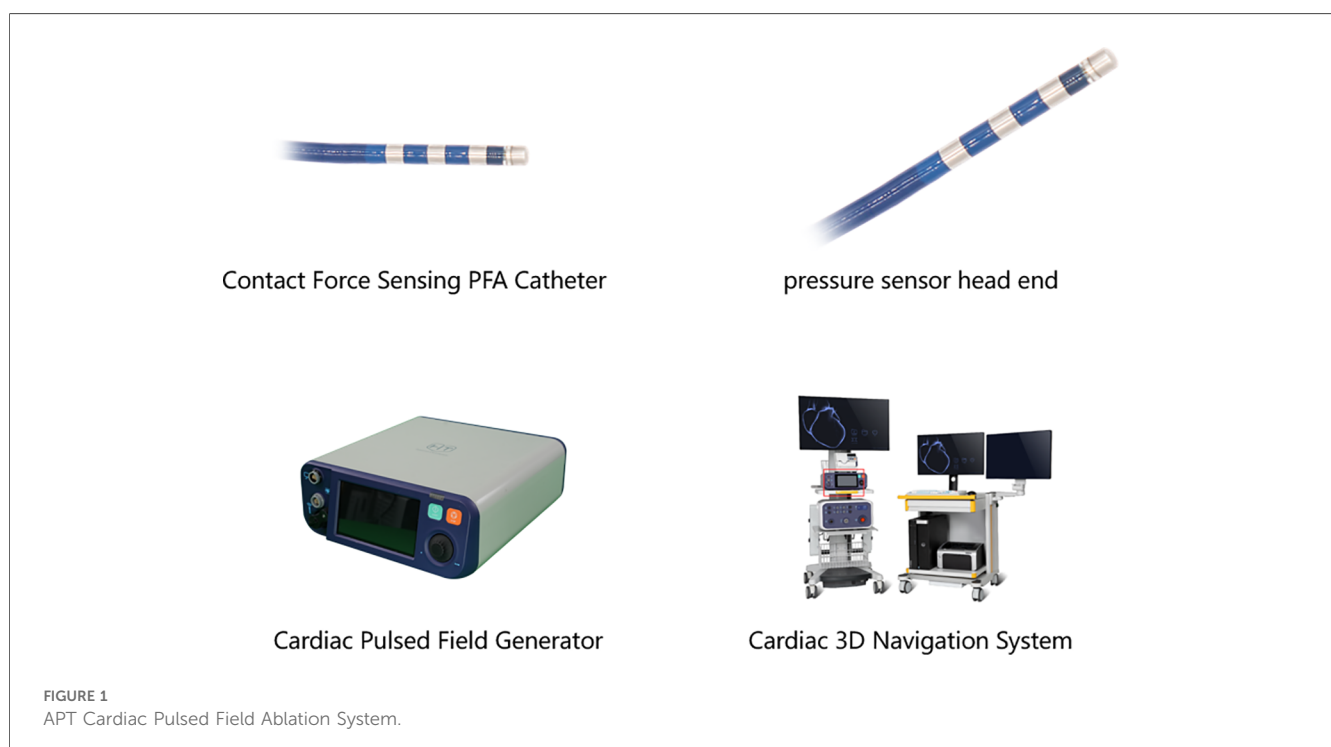 Contact Force Sensing PFA Catheter
pressure sensor head end
Cardiac Pulsed Field Generator
Cardiac 3D Navigation System
FIGURE 1
APT Cardiac Pulsed Field Ablation System.